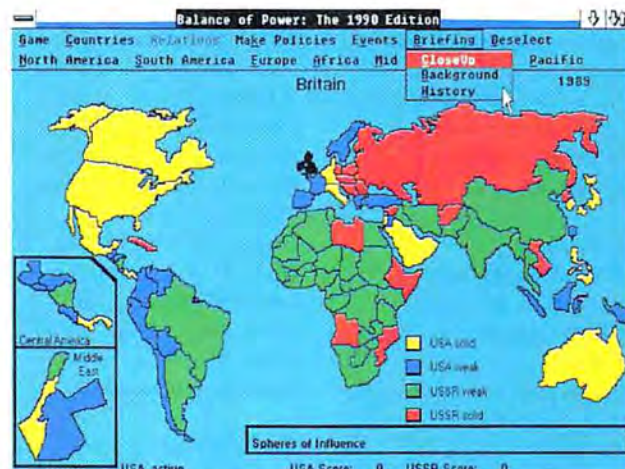 Balance of Power: The 1990 Edition
Game Countries Relations Make Policies Events Briefing Deselect
North America South America Europe Africa Mid Pacific
CloseUp
Background
History
Britain
1989
Central America
Middle
East
USA solid
USA weak
USSR weak
USSR solid
Spheres of Influence
USA active USA Score: 0 USSR Score: 0